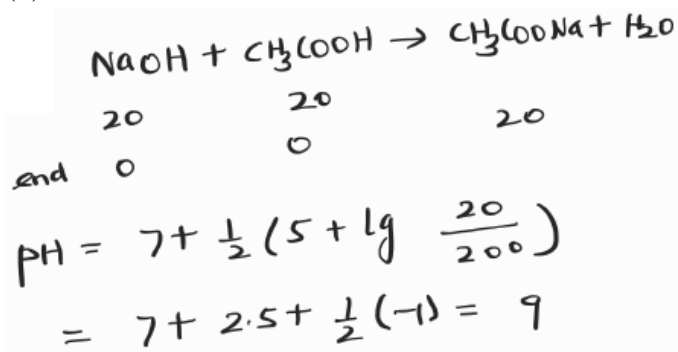 NaOH + CH3COOH → CH3COONa + H2O
20 20 20
end 0 0
pH = 7 + 1/2 (5 + lg 20/200)
= 7 + 2.5 + 1/2 (-1) = 9